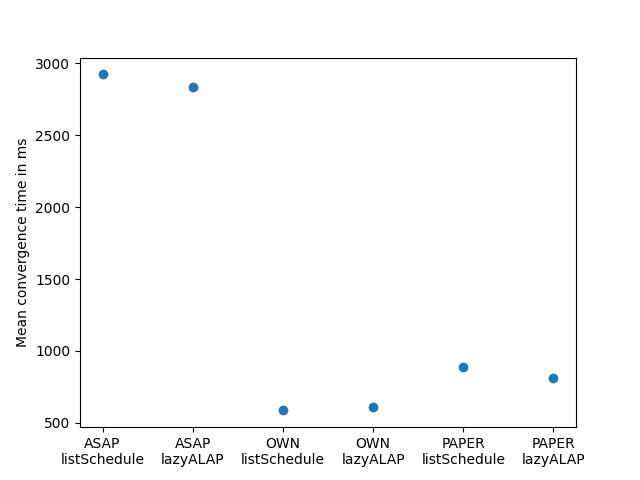 Mean convergence time in ms
3000
2500
2000
1500
1000
500
ASAP
listSchedule
ASAP
lazyALAP
OWN
listSchedule
OWN
lazyALAP
PAPER
listSchedule
PAPER
lazyALAP